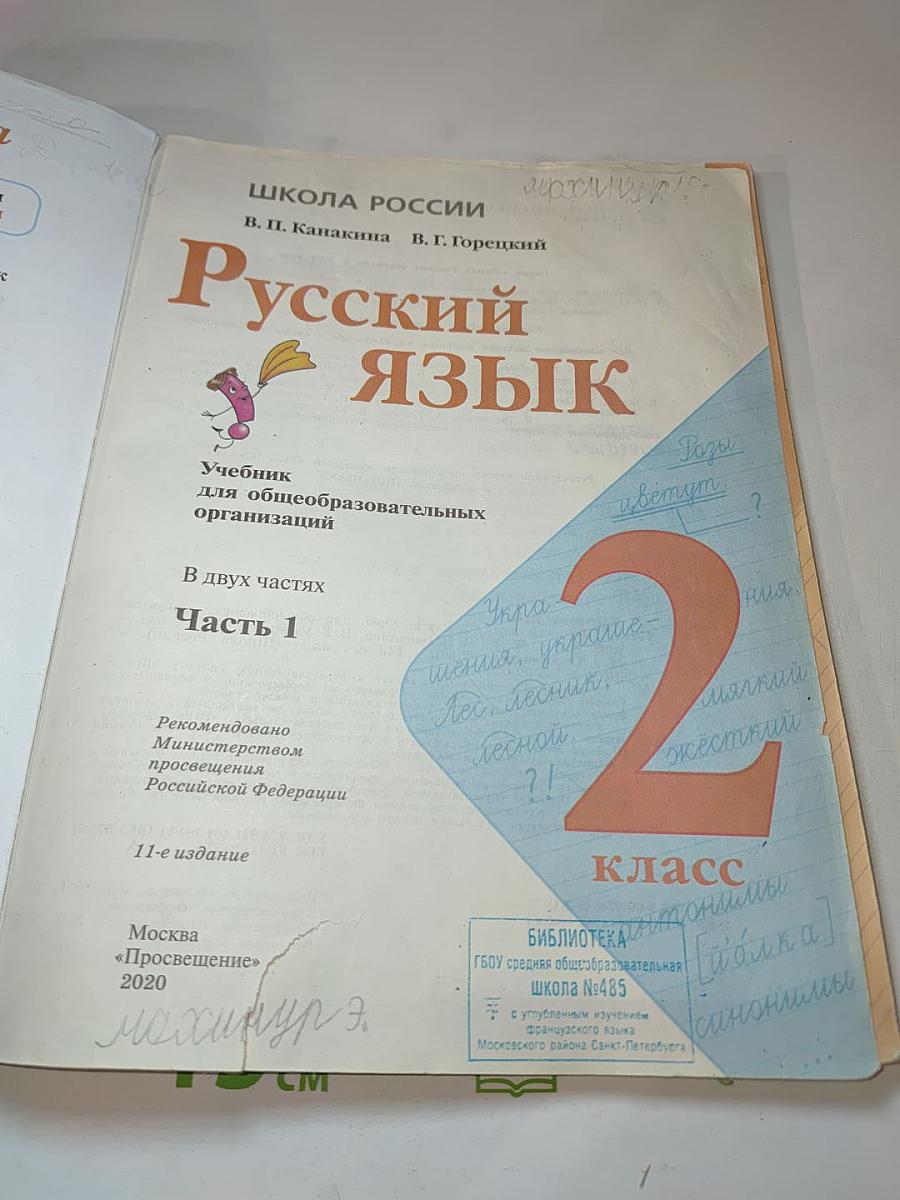 ШКОЛА РОССИИ
В. П. Канакина В. Г. Горецкий
Русский
язык
Учебник
для общеобразовательных
организаций
В двух частях
Часть 1
Рекомендовано
Министерством
просвещения
Российской Федерации
11-е издание
Москва
«Просвещение»
2020
махинур Э.
Розы
цветут
?
2
класс
Укра
шения, украше-
ния.
Лес, лесник,
лесной.
мягкий
жёсткий
?!
антонимы
[й'олка]
синонимы
БИБЛИОТЕКА
ГБОУ средняя общеобразовательная
школа №485
с углубленным изучением
французского языка
Московского района Санкт-Петербурга
см